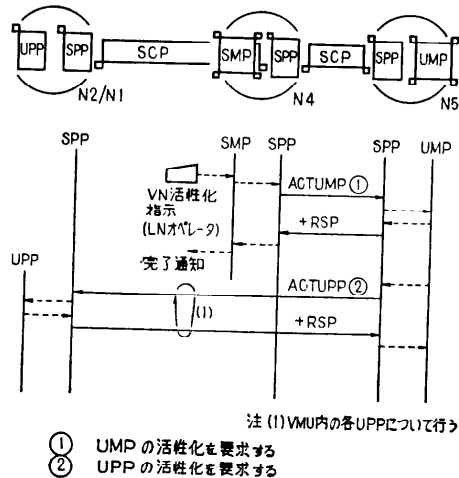 UPP SPP SCP SMP SPP SCP SPP UMP
N2/N1 N4 N5
SPP SMP SPP SPP UMP
VN活性化
指示
(LNオペレータ)
ACTUMP①
+RSP
完了通知
UPP
ACTUPP②
(1)
+RSP
注(1)VMU内の各UPPについて行う
① UMPの活性化を要求する
② UPPの活性化を要求する